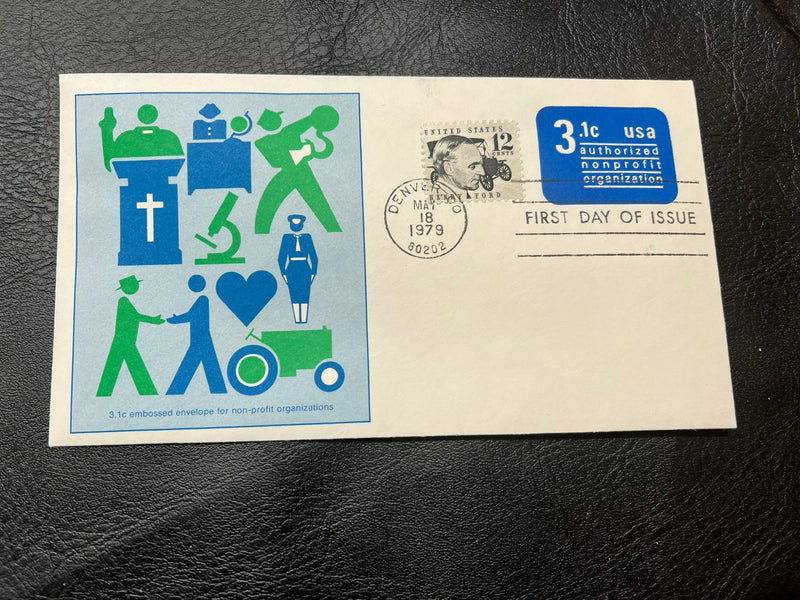 3.1c embossed envelope for non-profit organizations
UNITED STATES
12
CENTS
HENRY FORD
DENVER, CO
MAY
18
1979
80202
3.1c usa
authorized
nonprofit
organization
FIRST DAY OF ISSUE